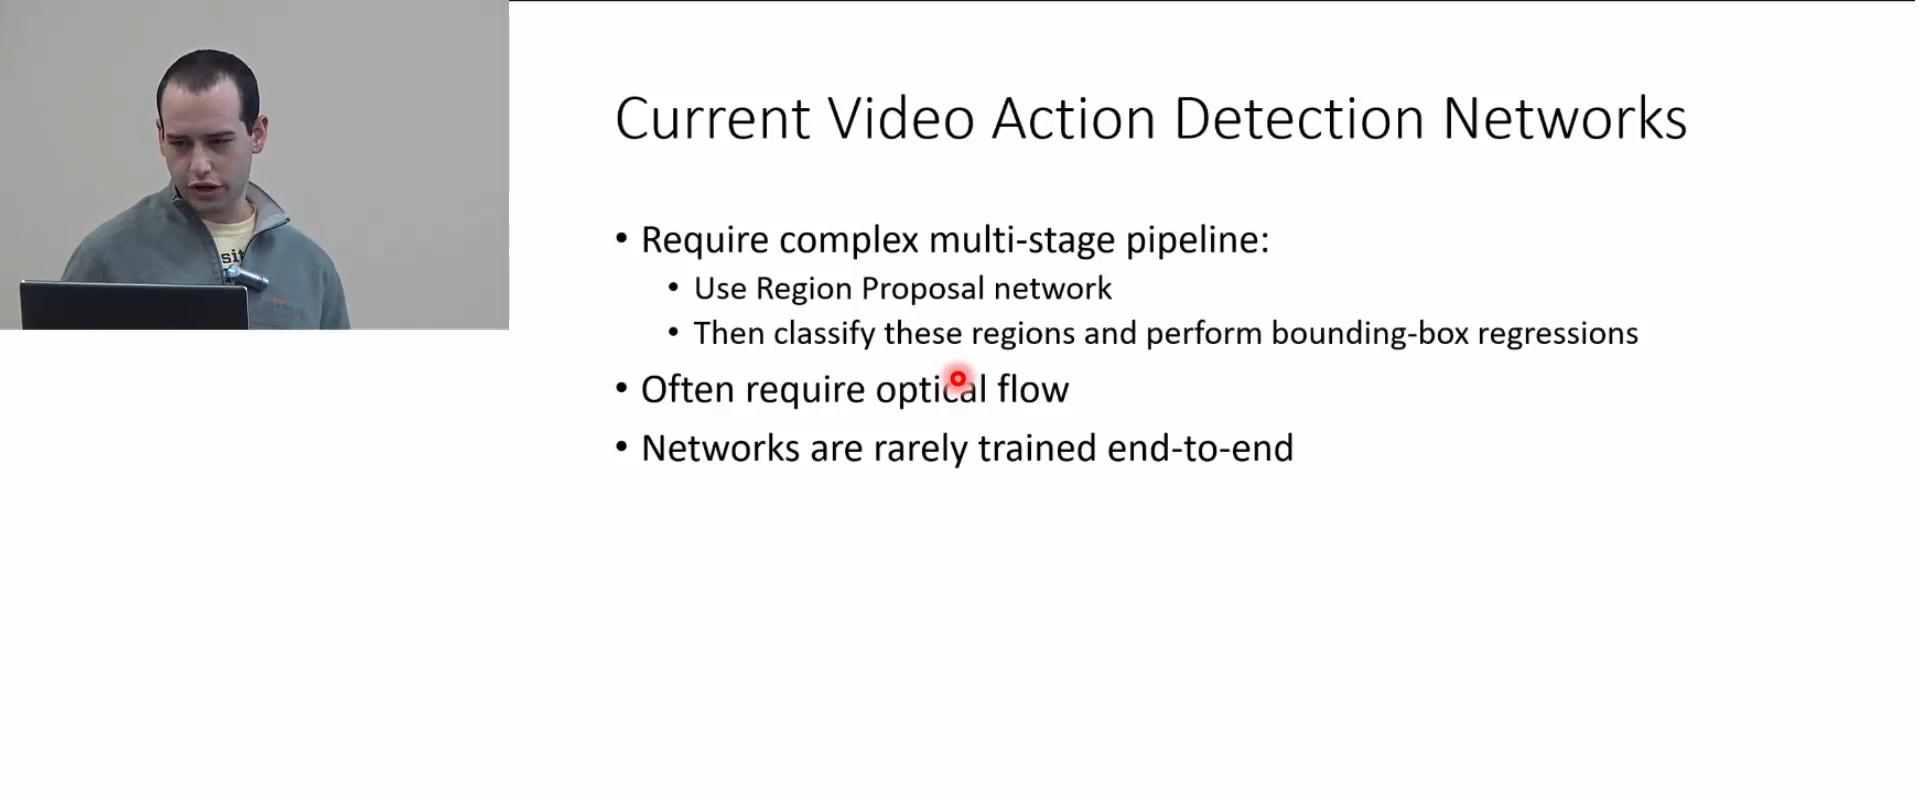 Current Video Action Detection Networks
• Require complex multi-stage pipeline:
• Use Region Proposal network
• Then classify these regions and perform bounding-box regressions
• Often require optical flow
• Networks are rarely trained end-to-end